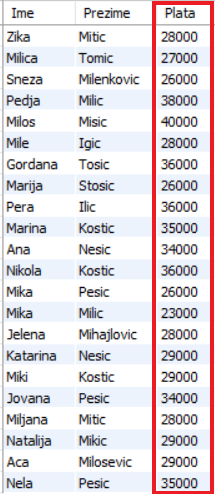 Ime Prezime Plata
Zika Mitic 28000
Milica Tomic 27000
Sneza Milenkovic 26000
Pedja Milic 38000
Milos Misic 40000
Mile Igic 28000
Gordana Tosic 36000
Marija Stosic 26000
Pera Ilic 36000
Marina Kostic 35000
Ana Nesic 34000
Nikola Kostic 36000
Mika Pesic 26000
Mika Milic 23000
Jelena Mihajlovic 28000
Katarina Nesic 29000
Miki Kostic 29000
Jovana Pesic 34000
Miljana Mitic 28000
Natalija Mikic 29000
Aca Milosevic 29000
Nela Pesic 35000